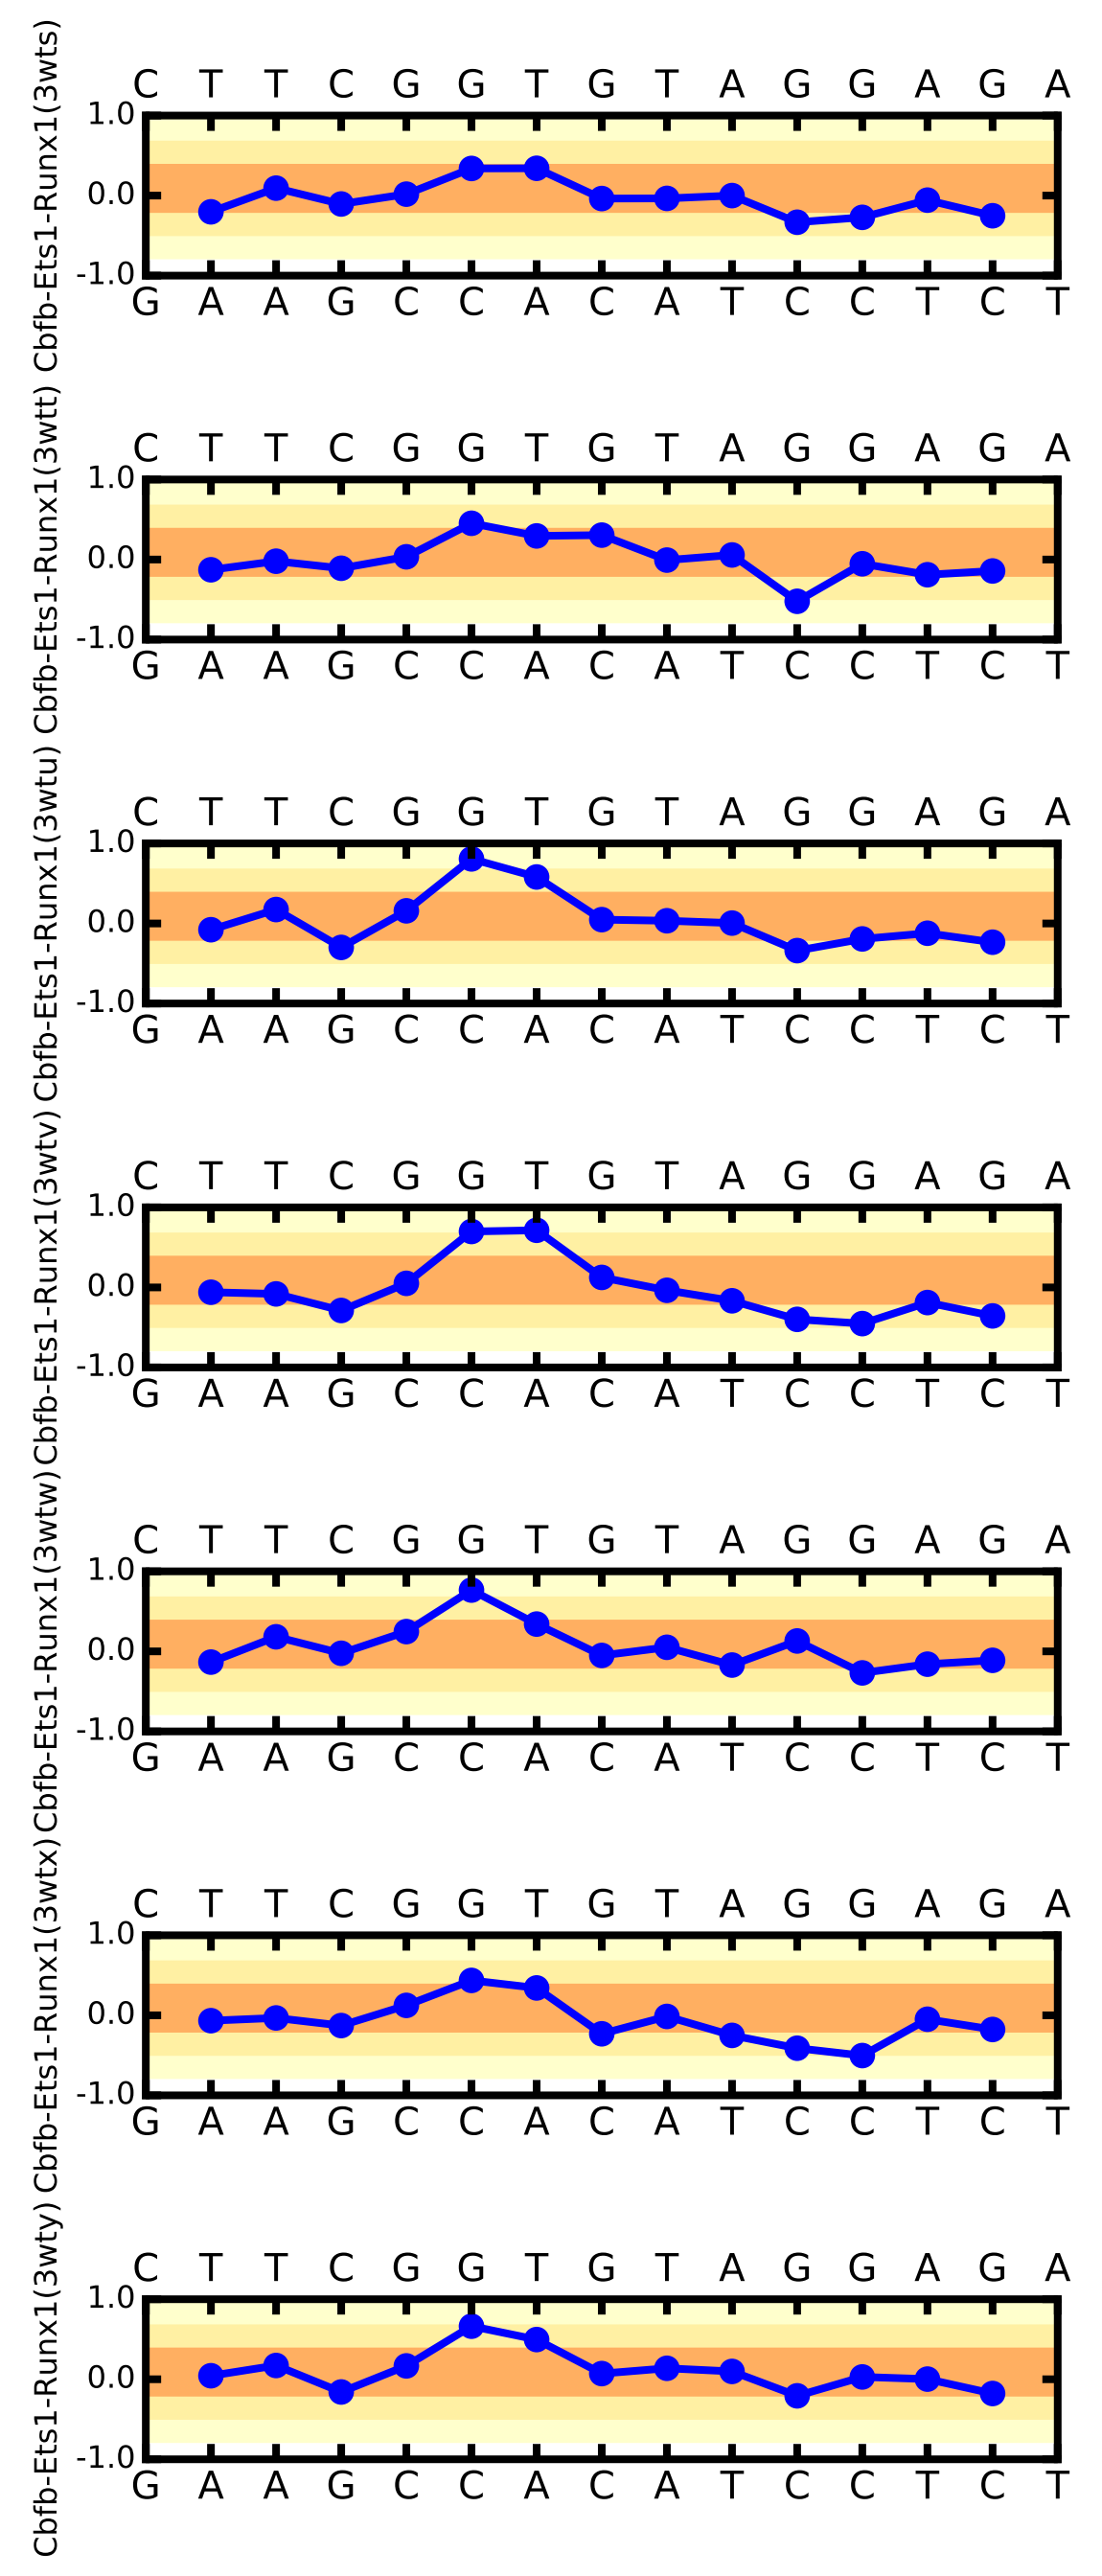 Cbfb-Ets1-Runx1(3wts)
C T T C G G T G T A G G A G A
1.0
0.0
-1.0
G A A G C C A C A T C C T C T
Cbfb-Ets1-Runx1(3wtt)
C T T C G G T G T A G G A G A
1.0
0.0
-1.0
G A A G C C A C A T C C T C T
Cbfb-Ets1-Runx1(3wtu)
C T T C G G T G T A G G A G A
1.0
0.0
-1.0
G A A G C C A C A T C C T C T
Cbfb-Ets1-Runx1(3wtv)
C T T C G G T G T A G G A G A
1.0
0.0
-1.0
G A A G C C A C A T C C T C T
Cbfb-Ets1-Runx1(3wtw)
C T T C G G T G T A G G A G A
1.0
0.0
-1.0
G A A G C C A C A T C C T C T
Cbfb-Ets1-Runx1(3wtx)
C T T C G G T G T A G G A G A
1.0
0.0
-1.0
G A A G C C A C A T C C T C T
Cbfb-Ets1-Runx1(3wty)
C T T C G G T G T A G G A G A
1.0
0.0
-1.0
G A A G C C A C A T C C T C T